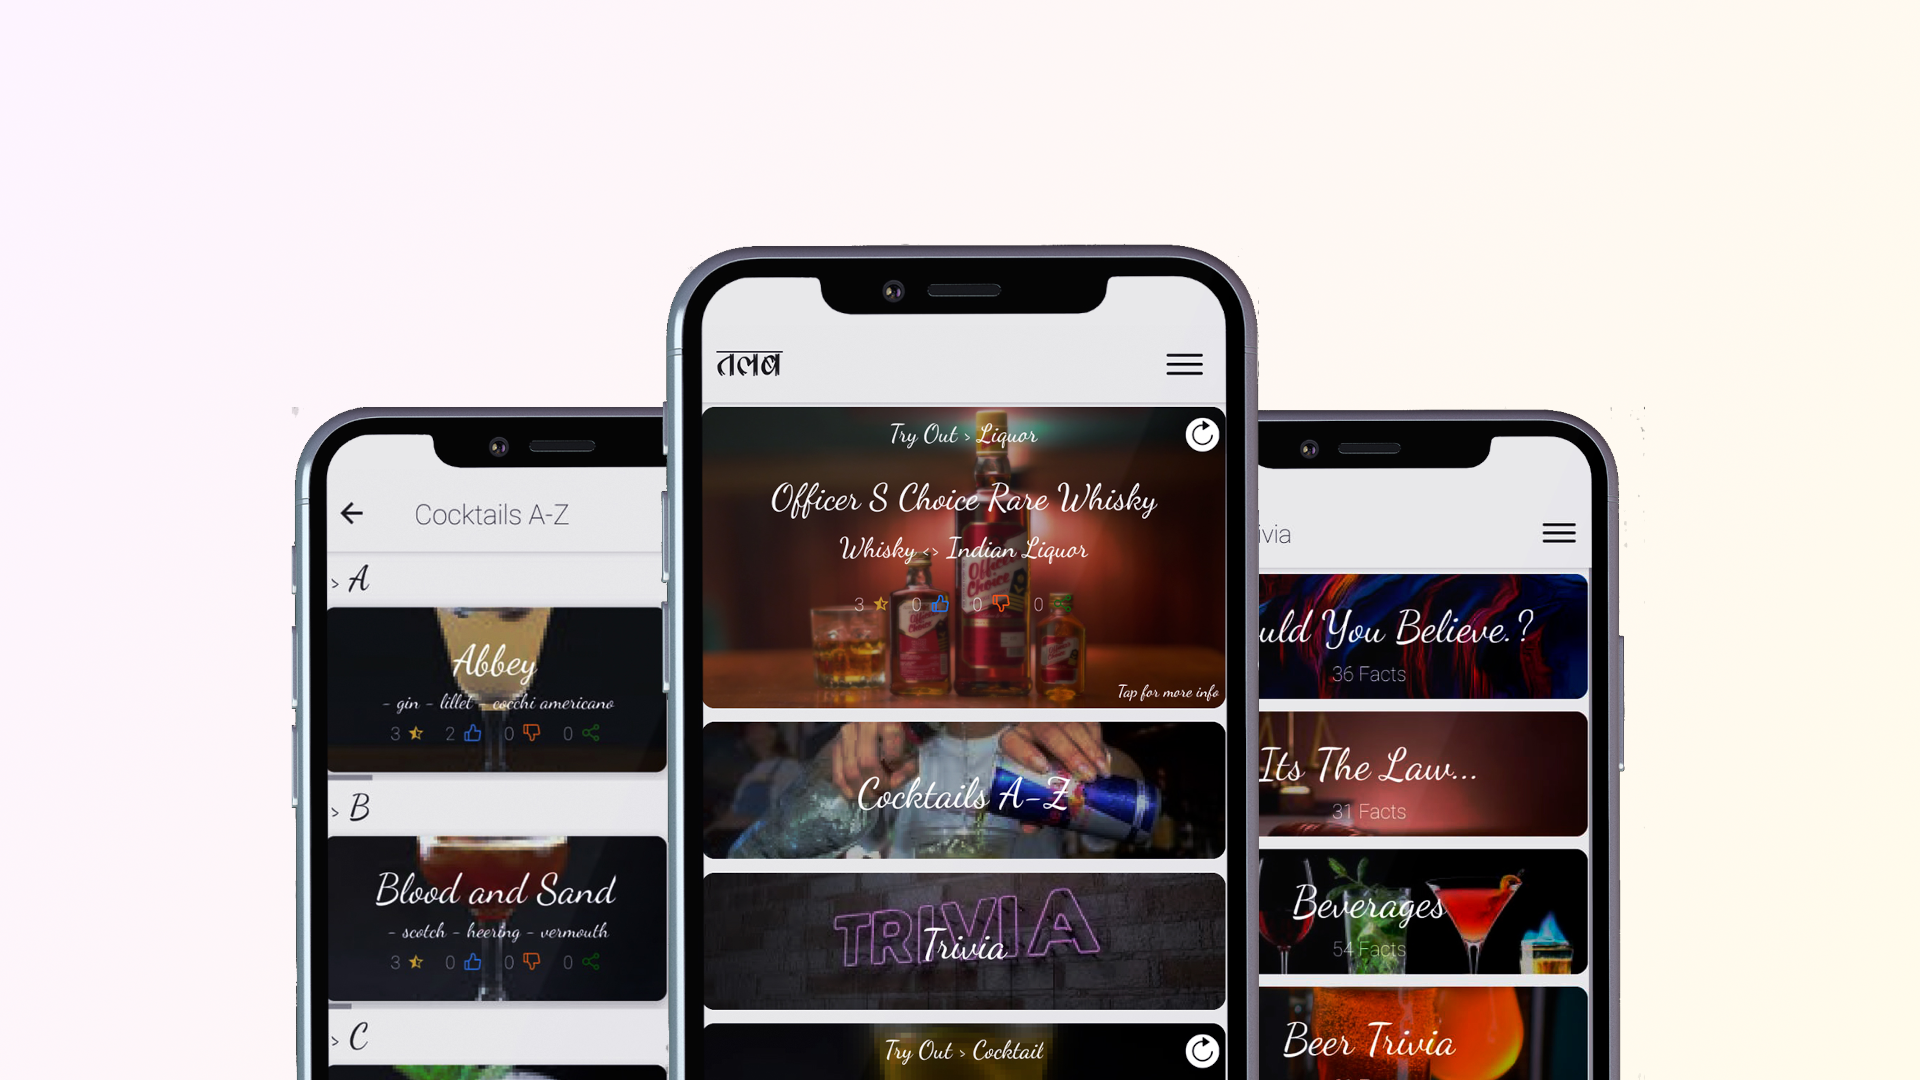 Cocktails A-Z
> A
Abbey
- gin - lillet - cocchi americano
3 2 0 0
> B
Blood and Sand
- scotch - heering - vermouth
3 0 0 0
> C
तलब
Try Out > Liquor
Officer S Choice Rare Whisky
Whisky <> Indian Liquor
3 0 0 0
Officer's
Choice
Tap for more info
Cocktails A-Z
TRIVIA
Trivia
Try Out > Cocktail
ivia
uld You Believe.?
36 Facts
Its The Law...
31 Facts
Beverages
54 Facts
Beer Trivia